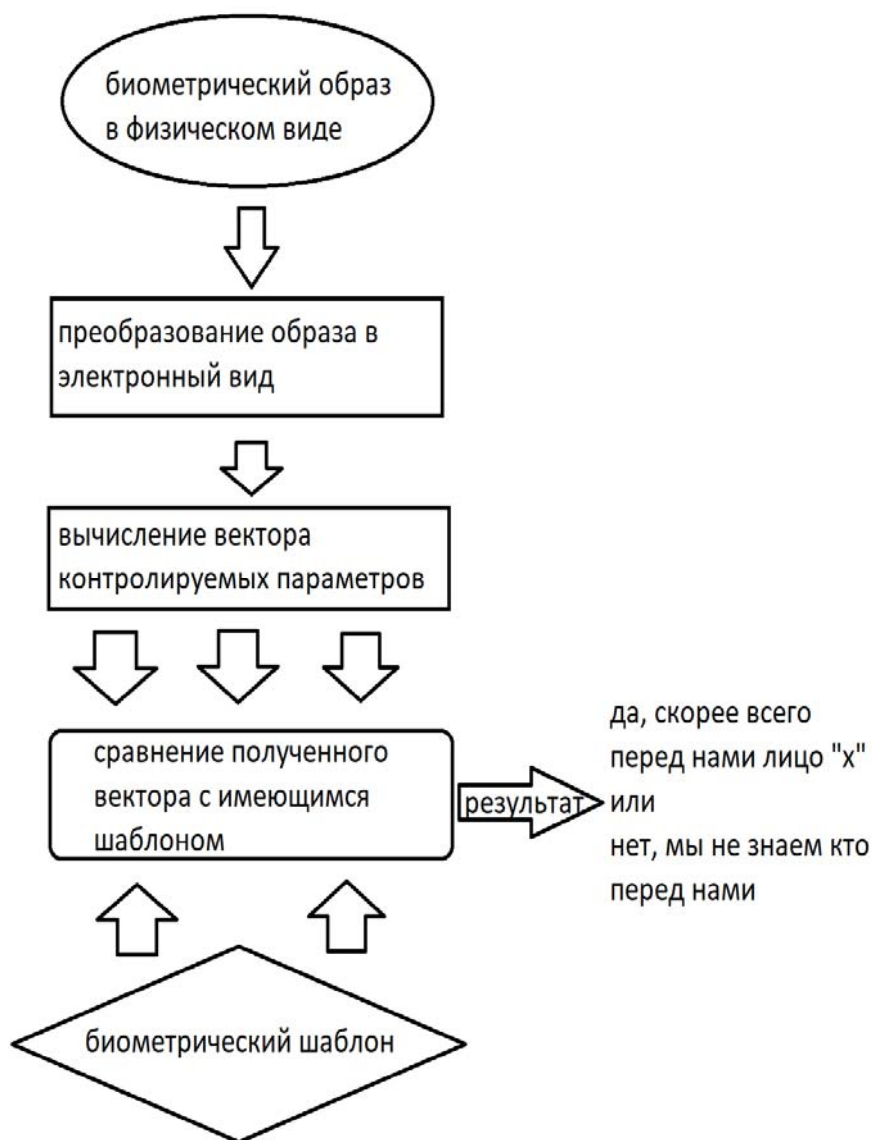 биометрический образ
в физическом виде
преобразование образа в
электронный вид
вычисление вектора
контролируемых параметров
сравнение полученного
вектора с имеющимся
шаблоном
результат
да, скорее всего
перед нами лицо "х"
или
нет, мы не знаем кто
перед нами
биометрический шаблон